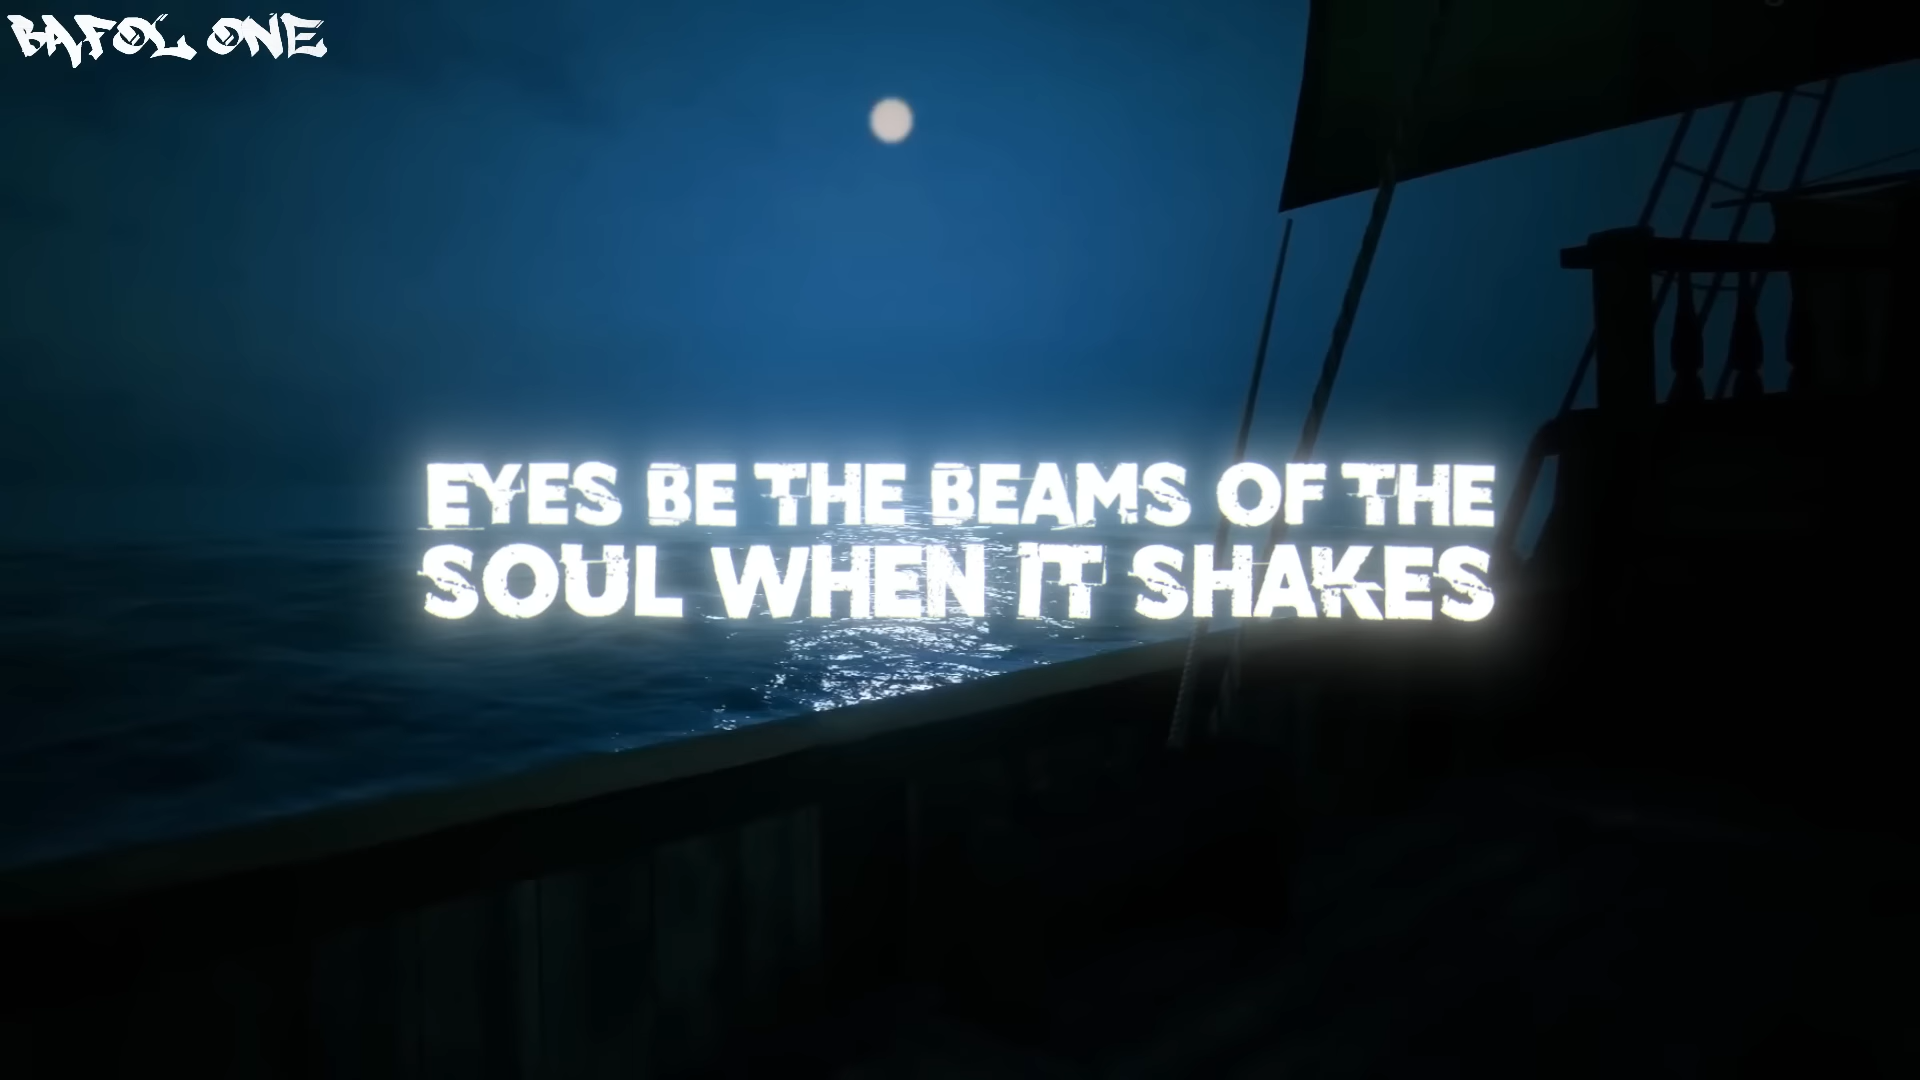 BAFOL ONE
EYES BE THE BEAMS OF THE
SOUL WHEN IT SHAKES